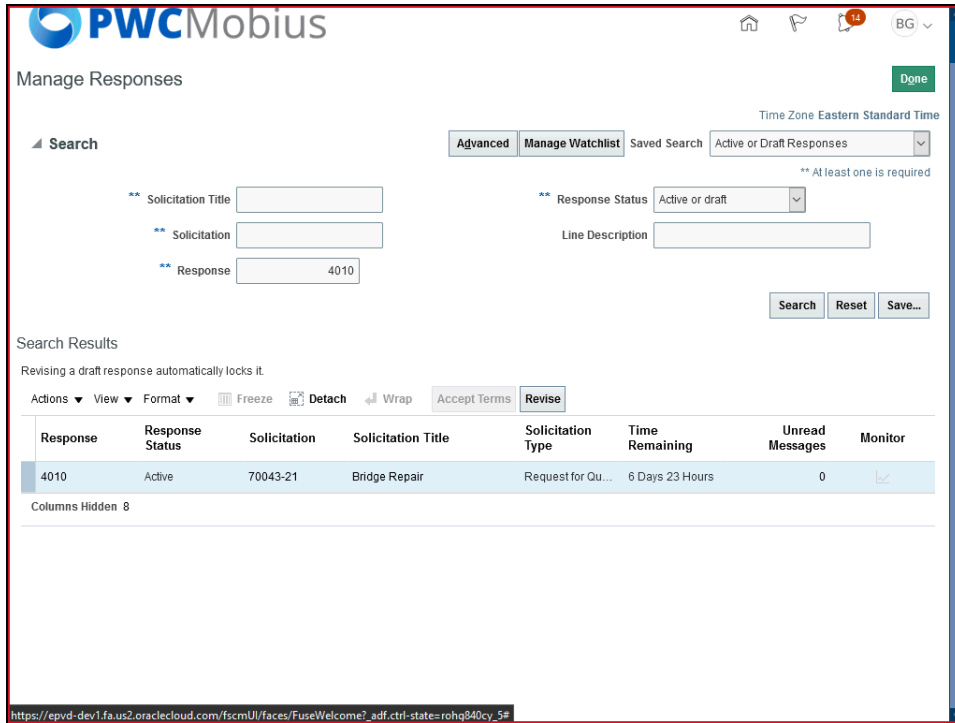 PWCMobius
14
BG
Manage Responses
Done
Time Zone Eastern Standard Time
Search
Advanced Manage Watchlist Saved Search Active or Draft Responses
** At least one is required
** Solicitation Title
** Response Status Active or draft
** Solicitation
Line Description
** Response 4010
Search Reset Save...
Search Results
Revising a draft response automatically locks it.
Actions View Format Freeze Detach Wrap Accept Terms Revise
Response Response Status Solicitation Solicitation Title Solicitation Type Time Remaining Unread Messages Monitor
4010 Active 70043-21 Bridge Repair Request for Qu... 6 Days 23 Hours 0
Columns Hidden 8
https://epvd-dev1.fa.us2.oraclecloud.com/fscmUI/faces/FuseWelcome?_adf.ctrl-state=rohq840cy_5#